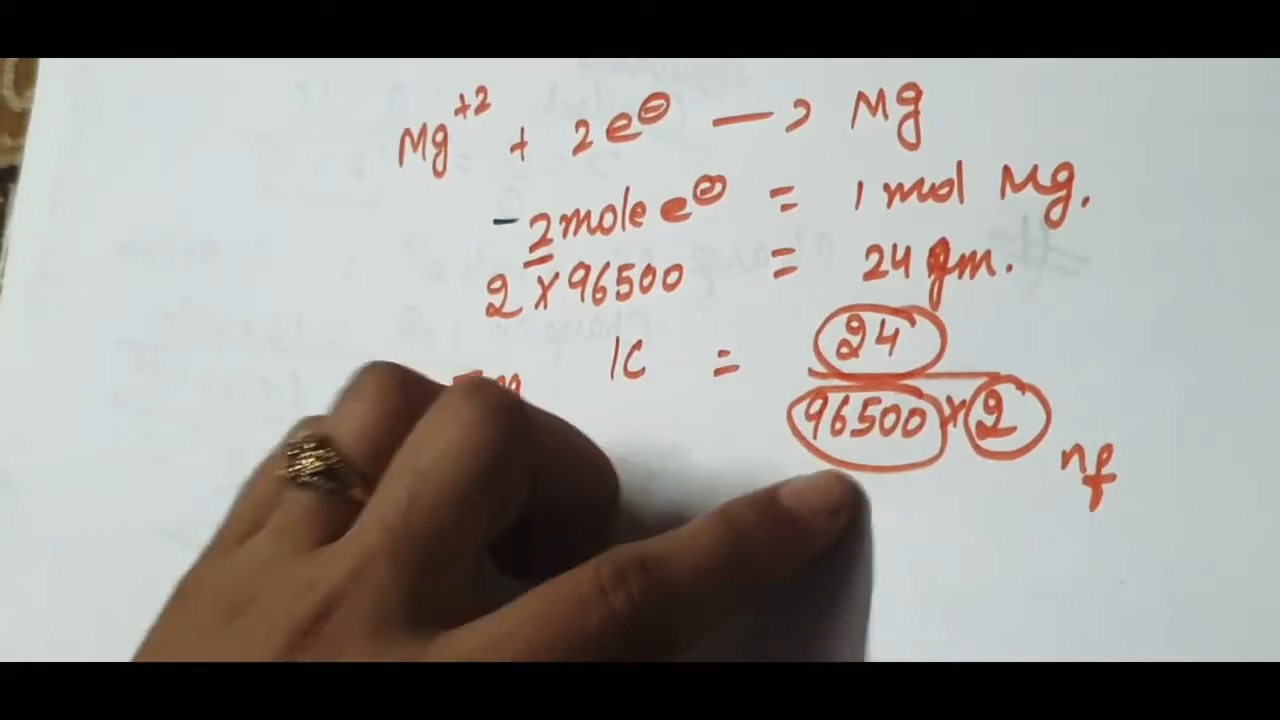 Mg⁺² + 2e⊖ → Mg
2 mole e⊖ = 1 mol Mg.
2 × 96500 = 24 gm.
1C = 24
96500 × 2
nf